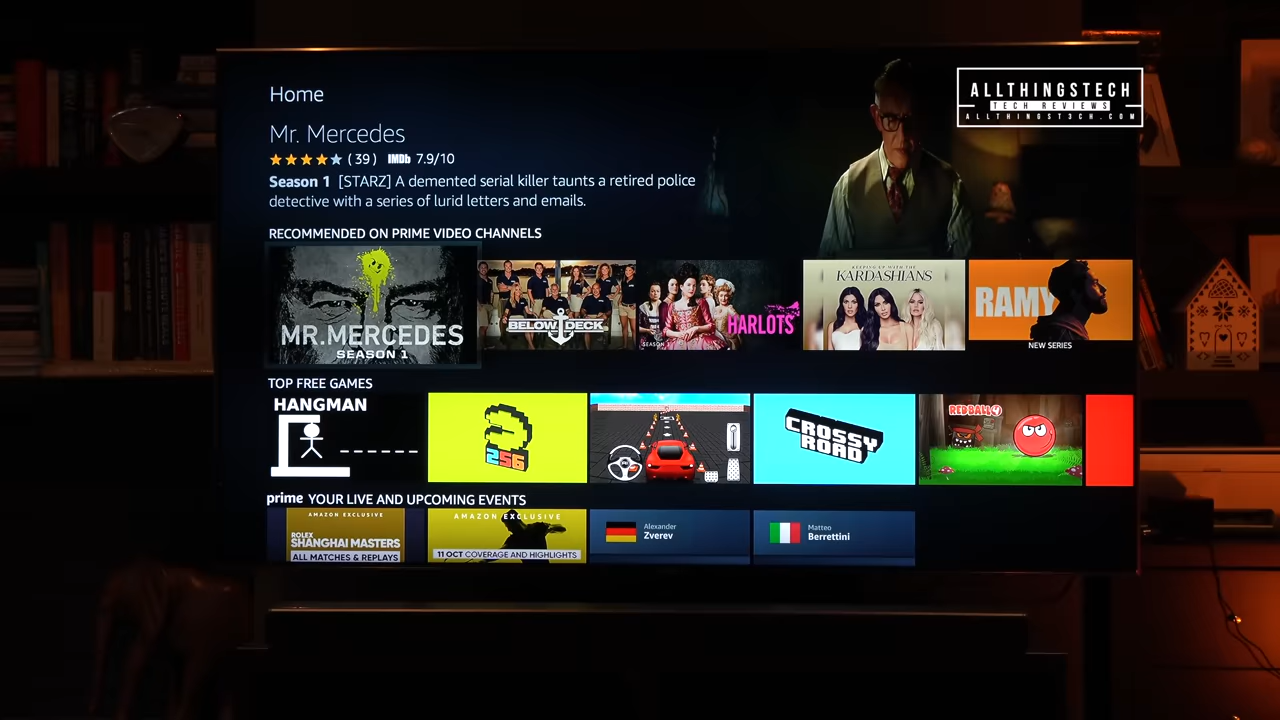 ALLTHINGSTECH
TECH REVIEWS
ALLTHINGST3CH.COM
Home
Mr. Mercedes
(39) IMDb 7.9/10
Season 1 [STARZ] A demented serial killer taunts a retired police
detective with a series of lurid letters and emails.
RECOMMENDED ON PRIME VIDEO CHANNELS
MR.MERCEDES
SEASON 1
BELOW DECK
HARLOTS
SEASON
KEEPING UP WITH THE
KARDASHIANS
RAMY
NEW SERIES
TOP FREE GAMES
HANGMAN
256
CROSSY
ROAD
RED BALL 4
prime YOUR LIVE AND UPCOMING EVENTS
AMAZON EXCLUSIVE
ROLEX
SHANGHAI MASTERS
ALL MATCHES & REPLAYS
AMAZON EXCLUSIVE
11 OCT COVERAGE AND HIGHLIGHTS
Alexander
Zverev
Matteo
Berrettini